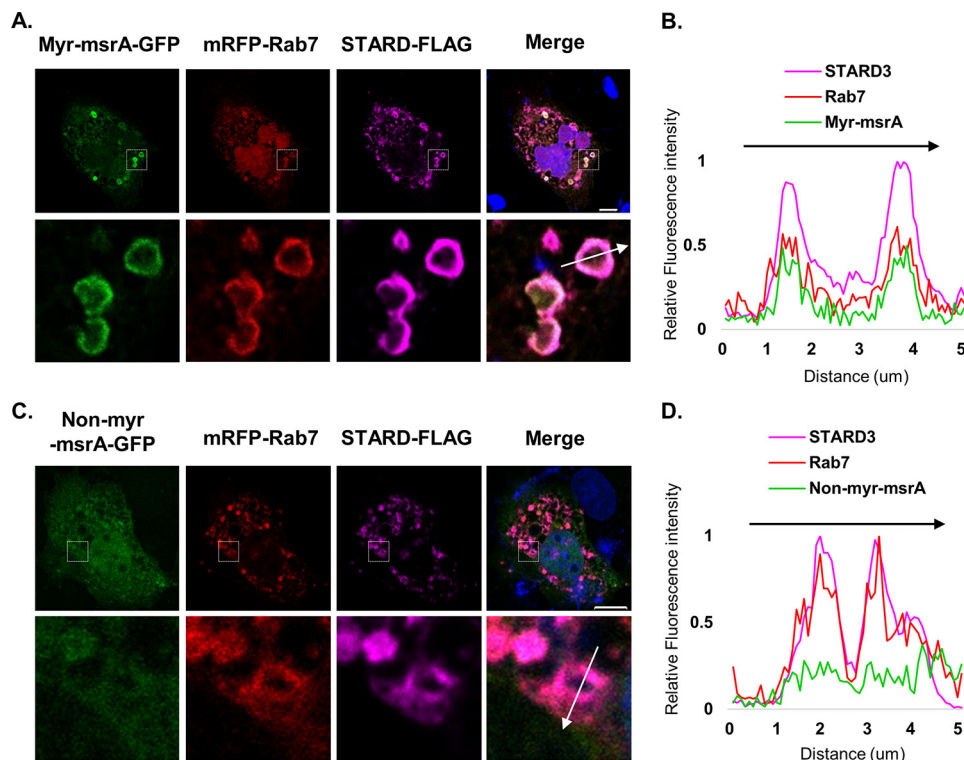 A.
Myr-msrA-GFP mRFP-Rab7 STARD-FLAG Merge
B.
STARD3
Rab7
Myr-msrA
Relative Fluorescence intensity
1
0.5
0
0 1 2 3 4 5
Distance (um)
C.
Non-myr
-msrA-GFP mRFP-Rab7 STARD-FLAG Merge
D.
STARD3
Rab7
Non-myr-msrA
Relative Fluorescence intensity
1
0.5
0
0 1 2 3 4 5
Distance (um)